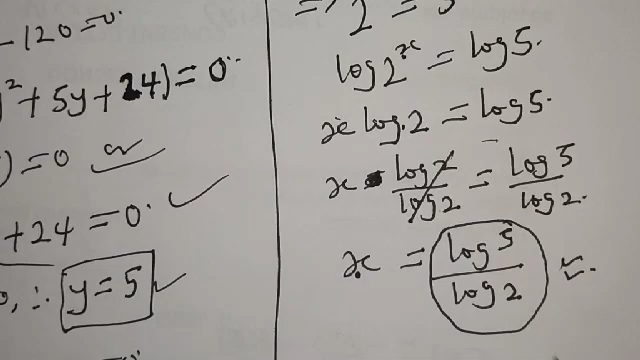 - 120 = 0.
y² + 5y + 24) = 0
) = 0 or
+ 24 = 0.
∴ y = 5
=> 2 = 5
log 2^x = log 5.
x log 2 = log 5.
x log 2 / log 2 = log 5 / log 2.
x = log 5 / log 2